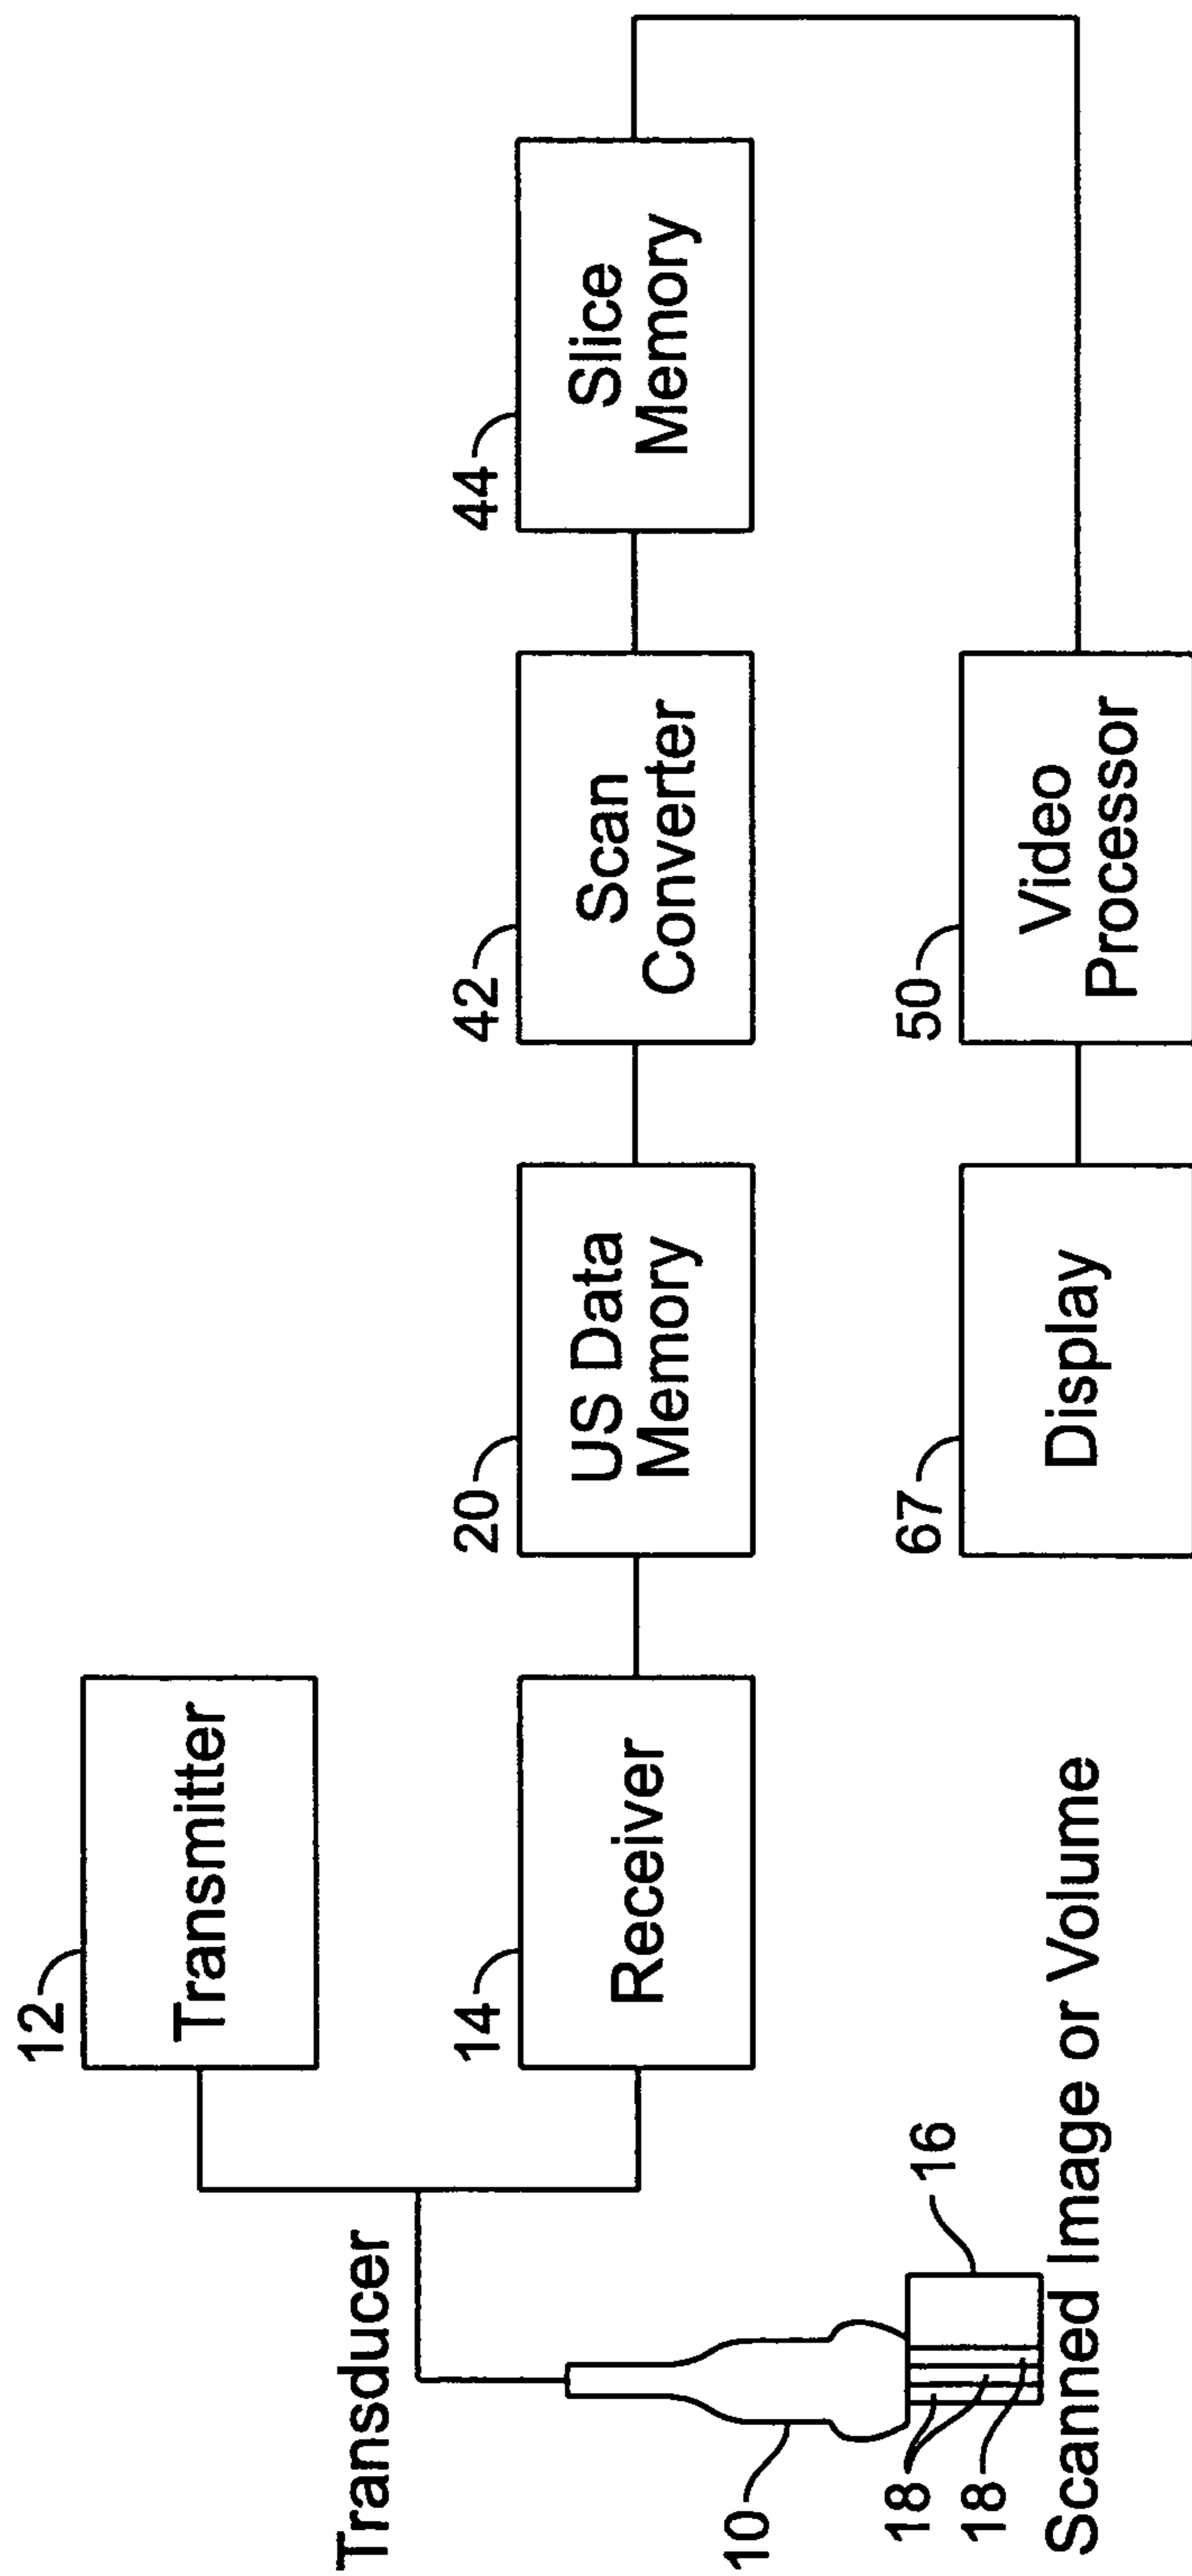 12
Transmitter
Transducer
14
Receiver
20
US Data
Memory
42
Scan
Converter
44
Slice
Memory
10
18
18
16
Scanned Image or Volume
67
Display
50
Video
Processor